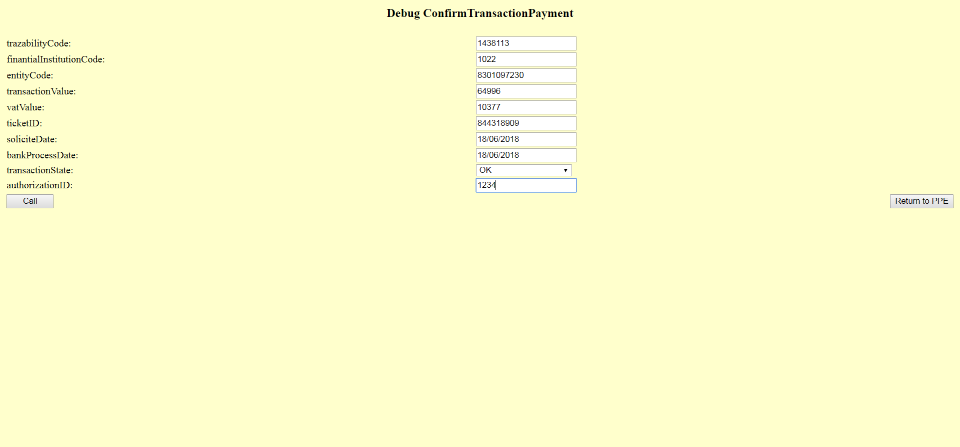 Debug ConfirmTransactionPayment
trazabilityCode: 1438113
finantialInstitutionCode: 1022
entityCode: 8301097230
transactionValue: 64996
vatValue: 10377
ticketID: 844318909
soliciteDate: 18/06/2018
bankProcessDate: 18/06/2018
transactionState: OK
authorizationID: 1234
Call Return to PPE